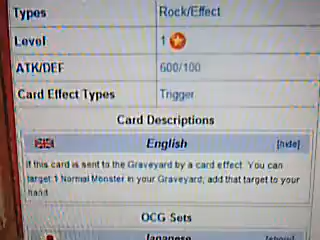 Types Rock/Effect
Level 1
ATK/DEF 600/100
Card Effect Types Trigger
Card Descriptions
English [hide]
If this card is sent to the Graveyard by a card effect: You can
target 1 Normal Monster in your Graveyard; add that target to your
hand.
OCG Sets
Japanese [show]